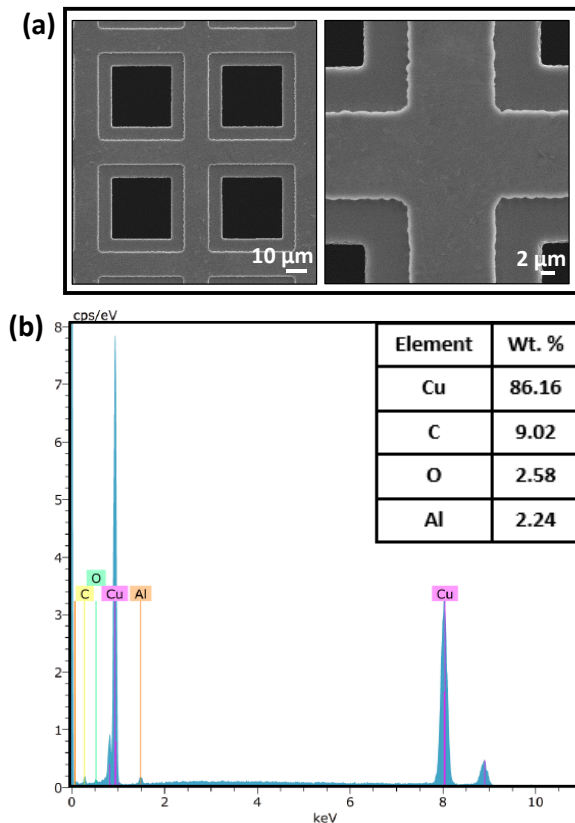 (a)
10 μm
2 μm
(b)
cps/eV
8
7
6
5
4
3
2
1
0
Element Wt. %
Cu 86.16
C 9.02
O 2.58
Al 2.24
O
C Cu Al Cu
0 2 4 6 8 10
keV